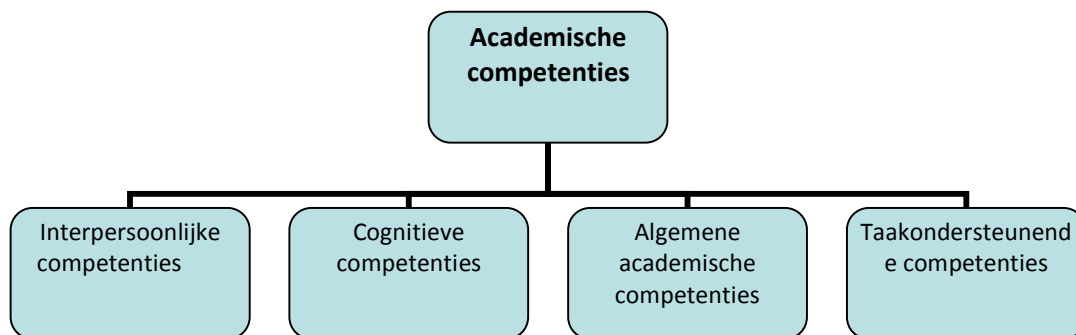 Academische
competenties
Interpersoonlijke
competenties
Cognitieve
competenties
Algemene
academische
competenties
Taakondersteunend
e competenties